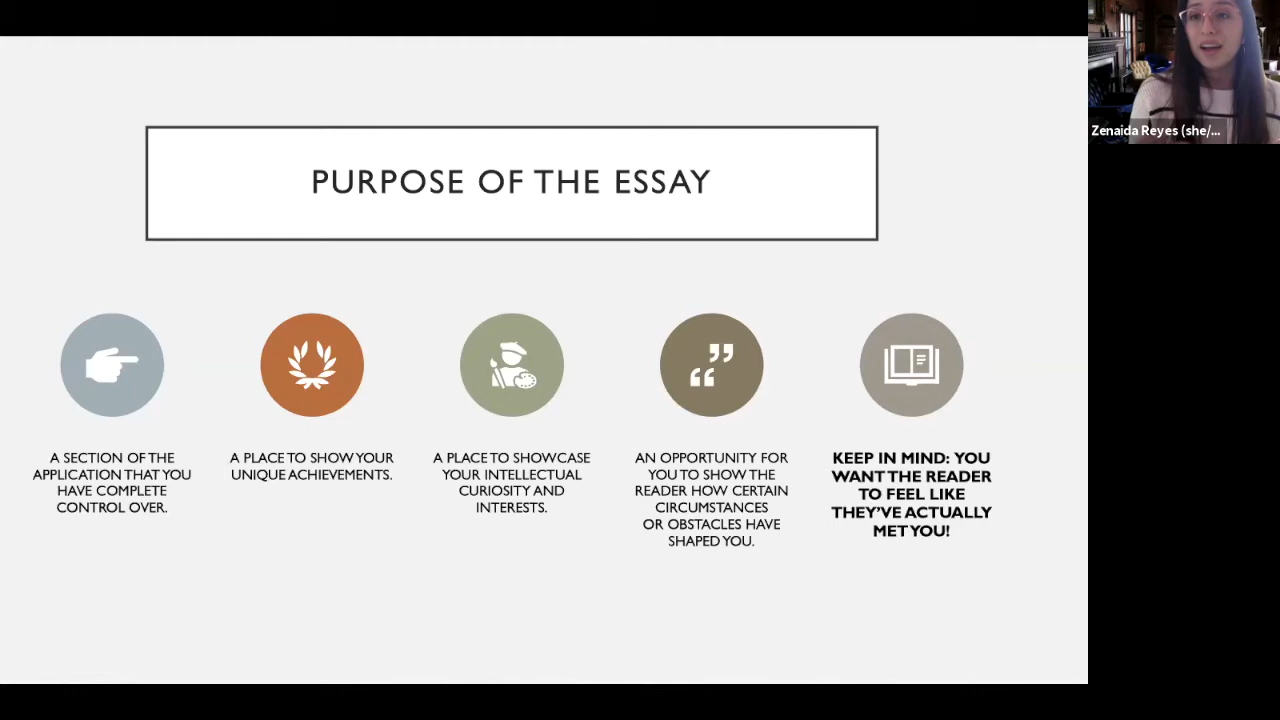 PURPOSE OF THE ESSAY
A SECTION OF THE
APPLICATION THAT YOU
HAVE COMPLETE
CONTROL OVER.
A PLACE TO SHOW YOUR
UNIQUE ACHIEVEMENTS.
A PLACE TO SHOWCASE
YOUR INTELLECTUAL
CURIOSITY AND
INTERESTS.
AN OPPORTUNITY FOR
YOU TO SHOW THE
READER HOW CERTAIN
CIRCUMSTANCES
OR OBSTACLES HAVE
SHAPED YOU.
KEEP IN MIND: YOU
WANT THE READER
TO FEEL LIKE
THEY'VE ACTUALLY
MET YOU!
Zenaida Reyes (she/...